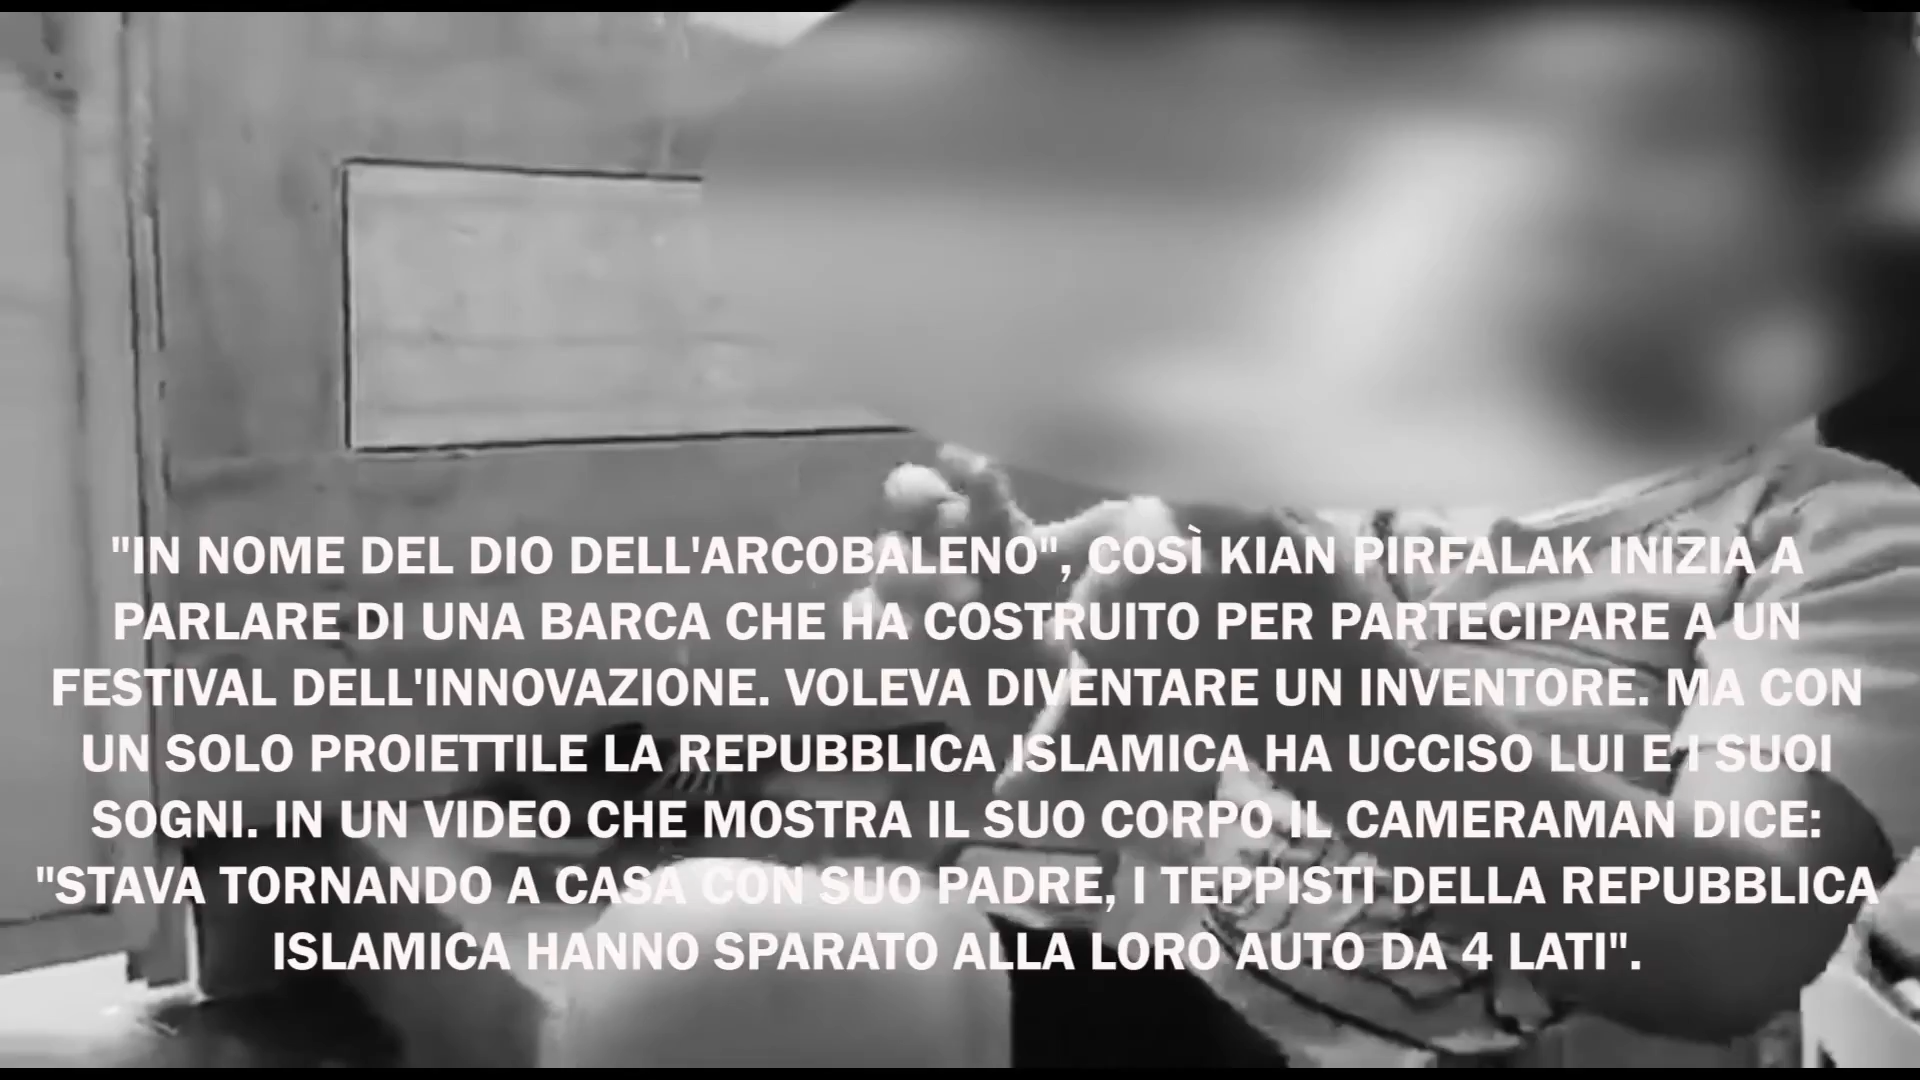 "IN NOME DEL DIO DELL'ARCOBALENO", COSÌ KIAN PIRFALAK INIZIA A
PARLARE DI UNA BARCA CHE HA COSTRUITO PER PARTECIPARE A UN
FESTIVAL DELL'INNOVAZIONE. VOLEVA DIVENTARE UN INVENTORE. MA CON
UN SOLO PROIETTILE LA REPUBBLICA ISLAMICA HA UCCISO LUI E I SUOI
SOGNI. IN UN VIDEO CHE MOSTRA IL SUO CORPO IL CAMERAMAN DICE:
"STAVA TORNANDO A CASA CON SUO PADRE, I TEPPISTI DELLA REPUBBLICA
ISLAMICA HANNO SPARATO ALLA LORO AUTO DA 4 LATI".